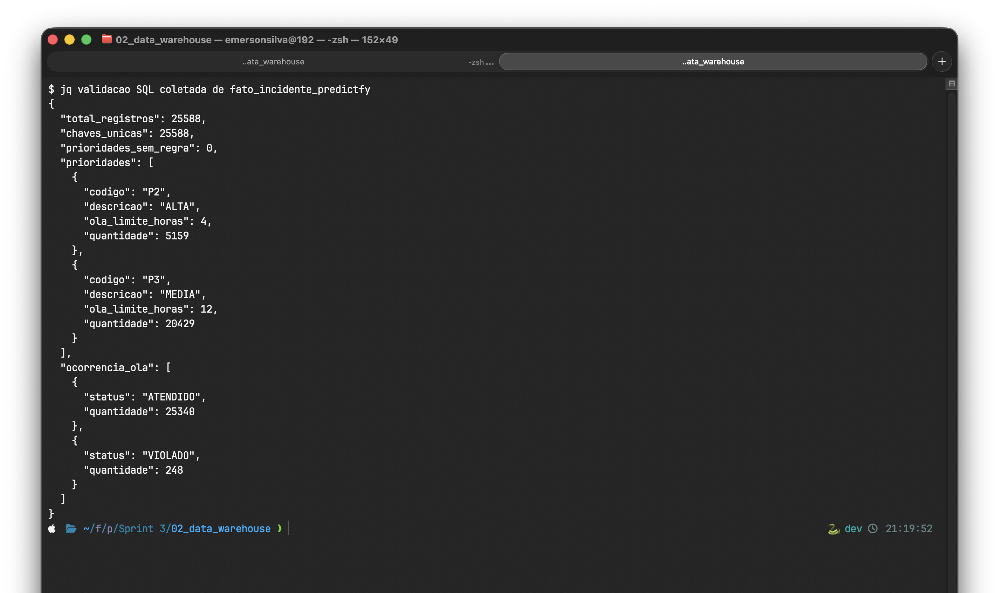 02_data_warehouse — emersonsilva@192 — -zsh — 152×49
..ata_warehouse -zsh ... ..ata_warehouse +
$ jq validacao SQL coletada de fato_incidente_predictfy
{
  "total_registros": 25588,
  "chaves_unicas": 25588,
  "prioridades_sem_regra": 0,
  "prioridades": [
    {
      "codigo": "P2",
      "descricao": "ALTA",
      "ola_limite_horas": 4,
      "quantidade": 5159
    },
    {
      "codigo": "P3",
      "descricao": "MEDIA",
      "ola_limite_horas": 12,
      "quantidade": 20429
    }
  ],
  "ocorrencia_ola": [
    {
      "status": "ATENDIDO",
      "quantidade": 25340
    },
    {
      "status": "VIOLADO",
      "quantidade": 248
    }
  ]
}
~/f/p/Sprint 3/02_data_warehouse ❱ dev 21:19:52